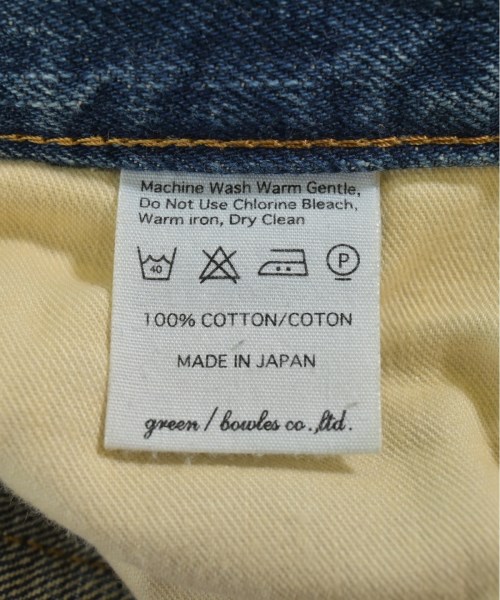 Machine Wash Warm Gentle,
Do Not Use Chlorine Bleach,
Warm iron, Dry Clean
40 P
100% COTTON/COTON
MADE IN JAPAN
green / bowles co.,ltd.